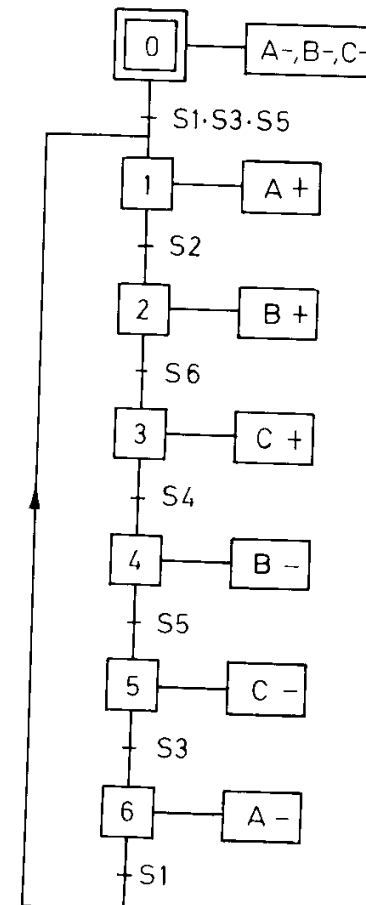 0 A-,B-,C-
S1·S3·S5
1 A+
S2
2 B+
S6
3 C+
S4
4 B-
S5
5 C-
S3
6 A-
S1